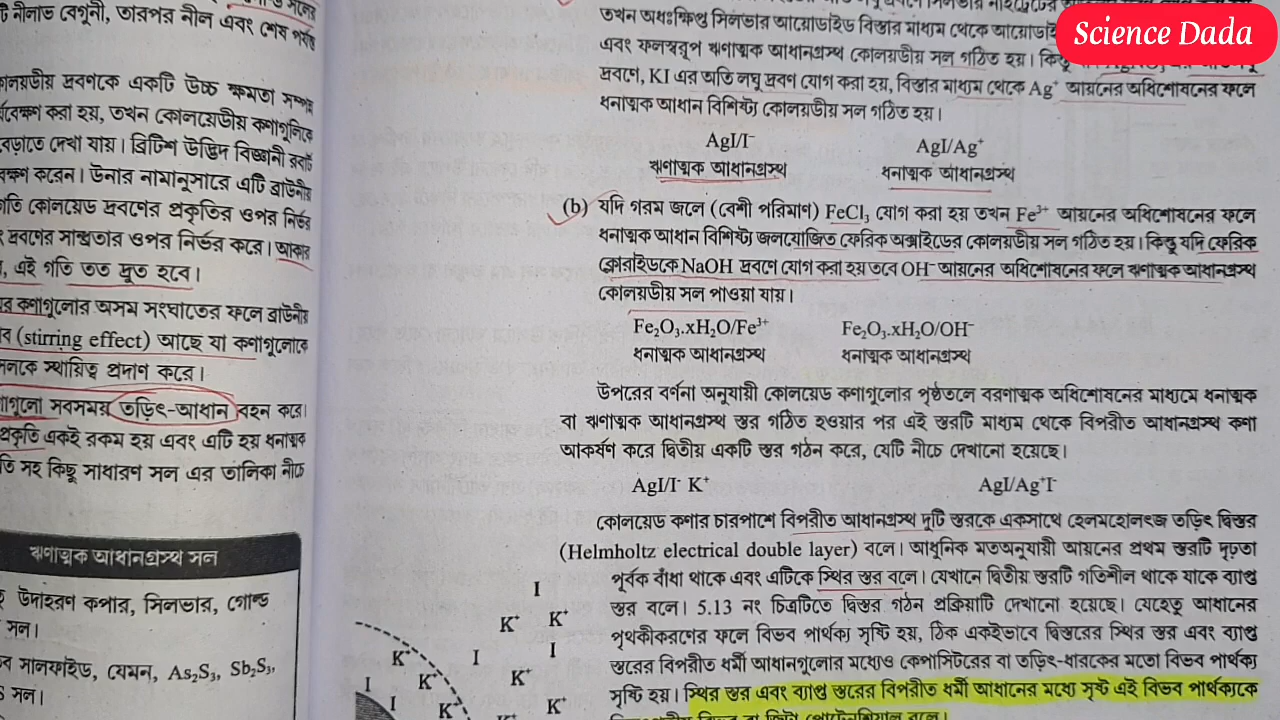 টি নীলাভ বেগুনী, তারপর নীল এবং শেষ পর্যন্ত
কোলয়ডীয় দ্রবণকে একটি উচ্চ ক্ষমতা সম্পন্ন
বেক্ষণ করা হয়, তখন কোলয়েডীয় কণাগুলিকে
বেড়াতে দেখা যায়। ব্রিটিশ উদ্ভিদ বিজ্ঞানী রবার্ট
বেক্ষণ করেন। উনার নামানুসারে এটি ব্রাউনীয়
গতি কোলয়েড দ্রবণের প্রকৃতির ওপর নির্ভর
দ্রবণের সান্দ্রতার ওপর নির্ভর করে। আকার
, এই গতি তত দ্রুত হবে।
কণাগুলোর অসম সংঘাতের ফলে ব্রাউনীয়
(stirring effect) আছে যা কণাগুলোকে
সলকে স্থায়িত্ব প্রদাণ করে।
ণাগুলো সবসময় তড়িৎ-আধান বহন করে।
প্রকৃতি একই রকম হয় এবং এটি হয় ধনাত্মক
তি সহ কিছু সাধারণ সল এর তালিকা নীচে
ঋণাত্মক আধানগ্রস্থ সল
উদাহরণ কপার, সিলভার, গোল্ড
সল।
সালফাইড, যেমন, As₂S₃, Sb₂S₃,
সল।
Science Dada
তখন অধঃক্ষিপ্ত সিলভার আয়োডাইড বিস্তার মাধ্যম থেকে
এবং ফলস্বরূপ ঋণাত্মক আধানগ্রস্থ কোলয়ডীয় সল গঠিত হয়।
দ্রবণে, KI এর অতি লঘু দ্রবণ যোগ করা হয়, বিস্তার মাধ্যম থেকে Ag⁺ আয়নের অধিশোষনের ফলে
ধনাত্মক আধান বিশিষ্ট্য কোলয়ডীয় সল গঠিত হয়।
AgI/I⁻ AgI/Ag⁺
ঋণাত্মক আধানগ্রস্থ ধনাত্মক আধানগ্রস্থ
(b) যদি গরম জলে (বেশী পরিমাণ) FeCl₃ যোগ করা হয় তখন Fe³⁺ আয়নের অধিশোষনের ফলে
ধনাত্মক আধান বিশিষ্ট্য জলযোজিত ফেরিক অক্সাইডের কোলয়ডীয় সল গঠিত হয়। কিন্তু যদি ফেরিক
ক্লোরাইডকে NaOH দ্রবণে যোগ করা হয় তবে OH⁻ আয়নের অধিশোষনের ফলে ঋণাত্মক আধানগ্রস্থ
কোলয়ডীয় সল পাওয়া যায়।
Fe₂O₃.xH₂O/Fe³⁺ Fe₂O₃.xH₂O/OH⁻
ধনাত্মক আধানগ্রস্থ ধনাত্মক আধানগ্রস্থ
উপরের বর্ণনা অনুযায়ী কোলয়েড কণাগুলোর পৃষ্ঠতলে বরণাত্মক অধিশোষনের মাধ্যমে ধনাত্মক
বা ঋণাত্মক আধানগ্রস্থ স্তর গঠিত হওয়ার পর এই স্তরটি মাধ্যম থেকে বিপরীত আধানগ্রস্থ কণা
আকর্ষণ করে দ্বিতীয় একটি স্তর গঠন করে, যেটি নীচে দেখানো হয়েছে।
AgI/I⁻ K⁺ AgI/Ag⁺I⁻
কোলয়েড কণার চারপাশে বিপরীত আধানগ্রস্থ দুটি স্তরকে একসাথে হেলমহোলৎজ তড়িৎ দ্বিস্তর
(Helmholtz electrical double layer) বলে। আধুনিক মতঅনুযায়ী আয়নের প্রথম স্তরটি দৃঢ়তা
পূর্বক বাঁধা থাকে এবং এটিকে স্থির স্তর বলে। যেখানে দ্বিতীয় স্তরটি গতিশীল থাকে যাকে ব্যাপ্ত
স্তর বলে। 5.13 নং চিত্রটিতে দ্বিস্তর গঠন প্রক্রিয়াটি দেখানো হয়েছে। যেহেতু আধানের
পৃথকীকরণের ফলে বিভব পার্থক্য সৃষ্টি হয়, ঠিক একইভাবে দ্বিস্তরের স্থির স্তর এবং ব্যাপ্ত
স্তরের বিপরীত ধর্মী আধানগুলোর মধ্যেও কেপাসিটরের বা তড়িৎ-ধারকের মতো বিভব পার্থক্য
সৃষ্টি হয়। স্থির স্তর এবং ব্যাপ্ত স্তরের বিপরীত ধর্মী আধানের মধ্যে সৃষ্ট এই বিভব পার্থক্যকে
I
K⁺ K⁺
K⁺ I I
I K⁺ K⁺
I K⁺ K⁺